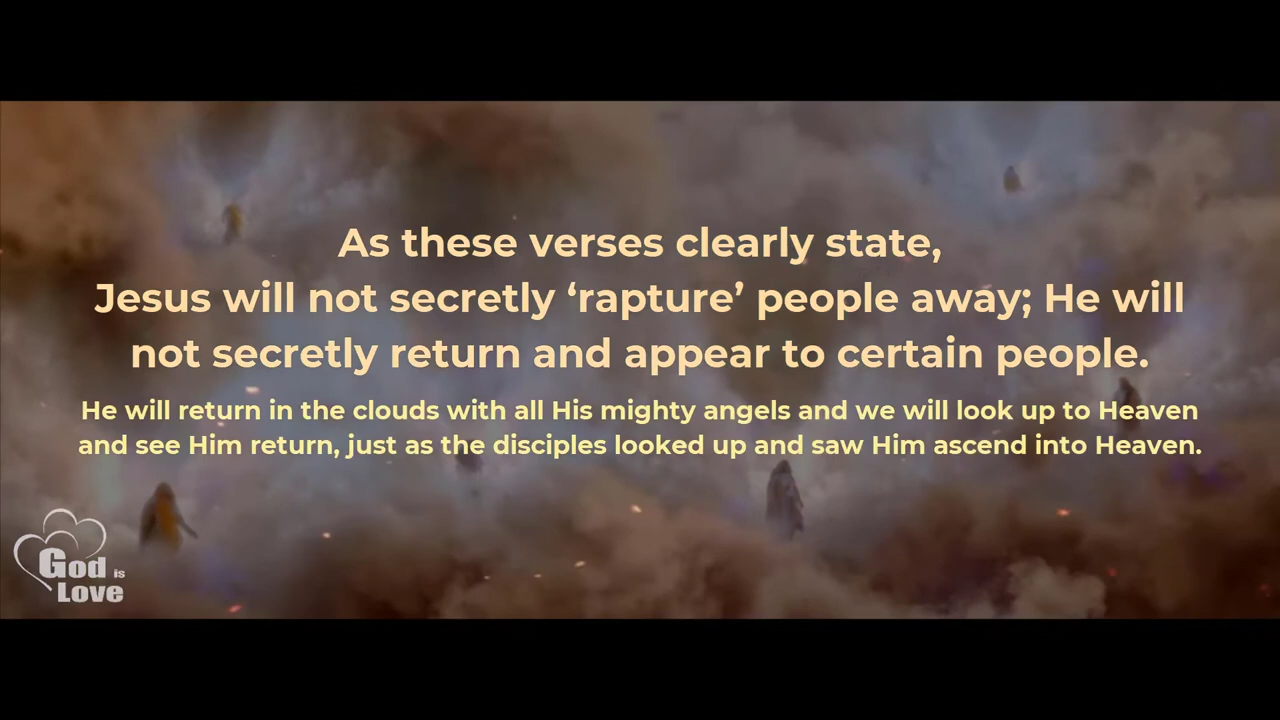 As these verses clearly state,
Jesus will not secretly ‘rapture’ people away; He will
not secretly return and appear to certain people.
He will return in the clouds with all His mighty angels and we will look up to Heaven
and see Him return, just as the disciples looked up and saw Him ascend into Heaven.
God is
Love